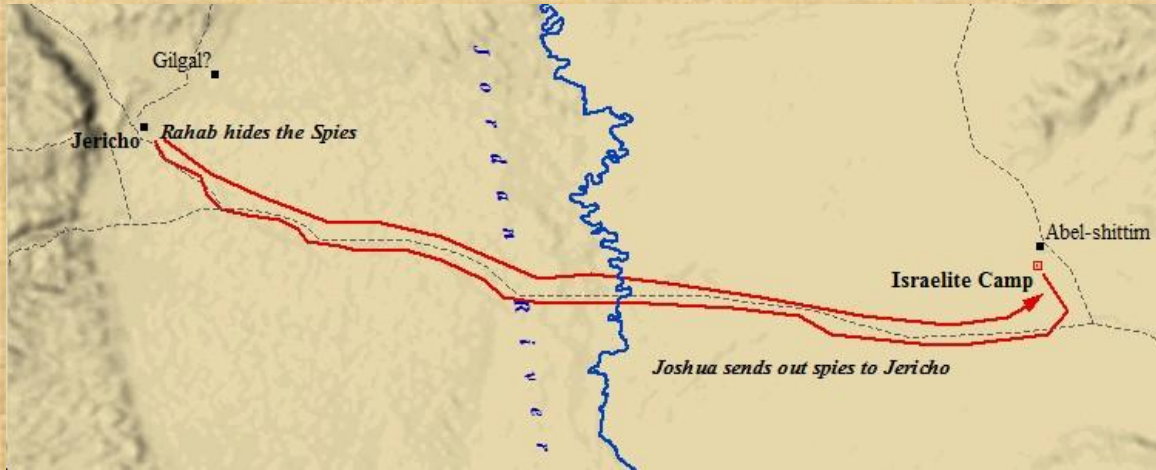 Gilgal?
Jericho
Rahab hides the Spies
Jordan River
Abel-shittim
Israelite Camp
Joshua sends out spies to Jericho